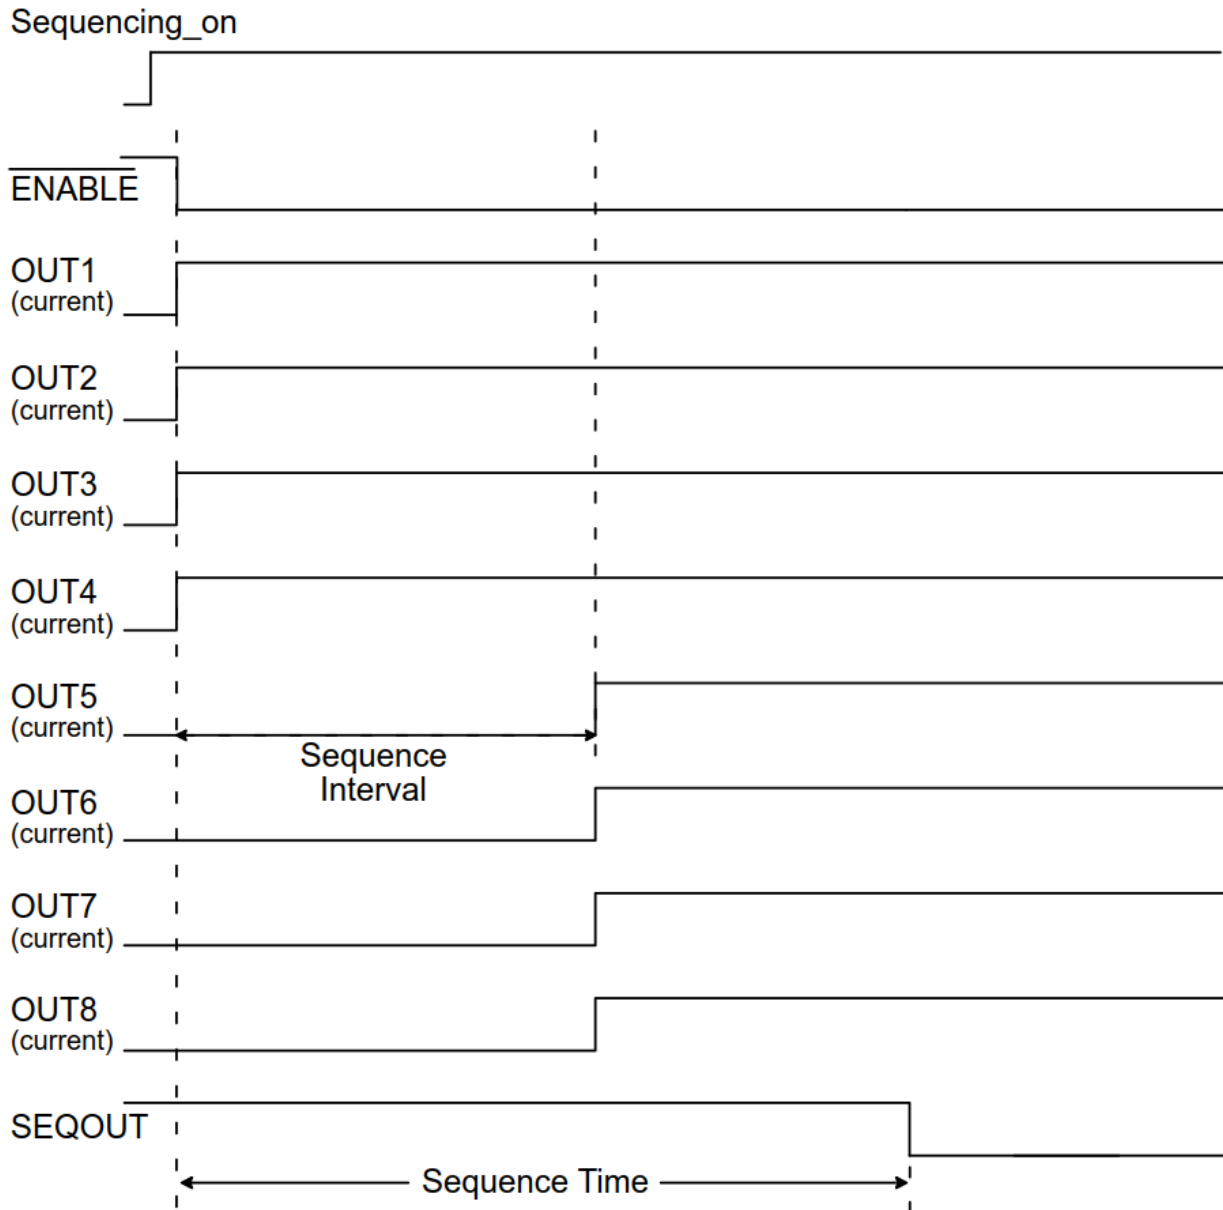 Sequencing_on
ENABLE
OUT1
(current)
OUT2
(current)
OUT3
(current)
OUT4
(current)
OUT5
(current)
Sequence
Interval
OUT6
(current)
OUT7
(current)
OUT8
(current)
SEQOUT
Sequence Time